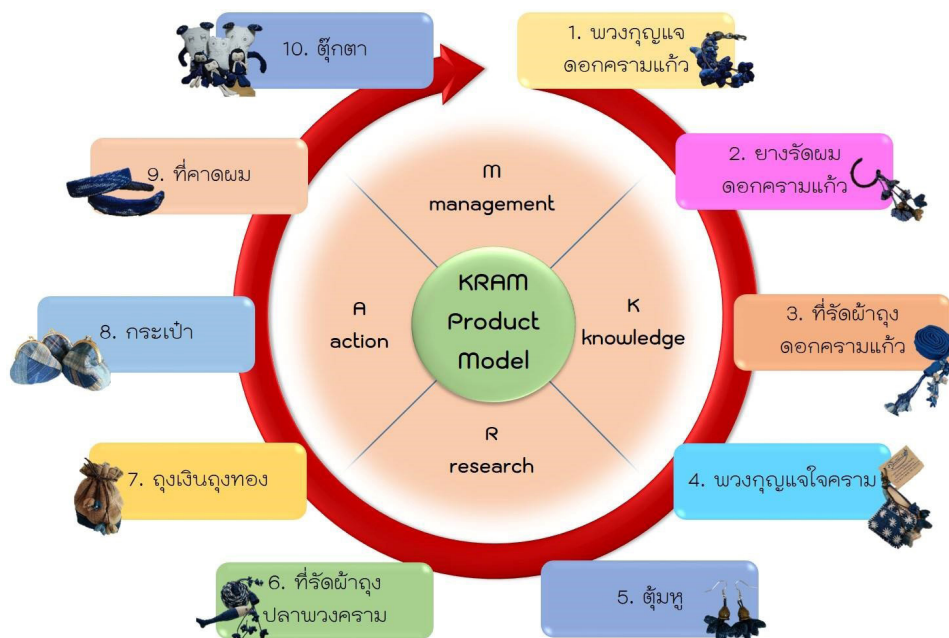 1. พวงกุญแจ
ดอกครามแก้ว
2. ยางรัดผม
ดอกครามแก้ว
3. ที่รัดผ้าถุง
ดอกครามแก้ว
4. พวงกุญแจใจคราม
5. ตุ้มหู
6. ที่รัดผ้าถุง
ปลาพวงคราม
7. ถุงเงินถุงทอง
8. กระเป๋า
9. ที่คาดผม
10. ตุ๊กตา
M
management
K
knowledge
R
research
A
action
KRAM
Product
Model